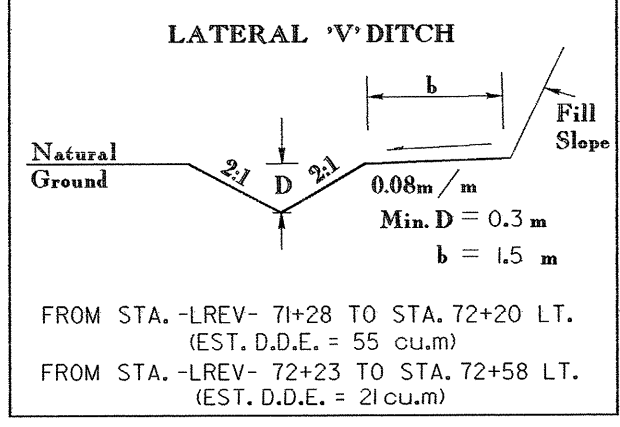 LATERAL 'V' DITCH
b
Fill
Slope
Natural
Ground
2:1
D
2:1
0.08m/m
Min. D = 0.3 m
b = 1.5 m
FROM STA. -LREV- 71+28 TO STA. 72+20 LT.
(EST. D.D.E. = 55 cu.m)
FROM STA. -LREV- 72+23 TO STA. 72+58 LT.
(EST. D.D.E. = 21 cu.m)